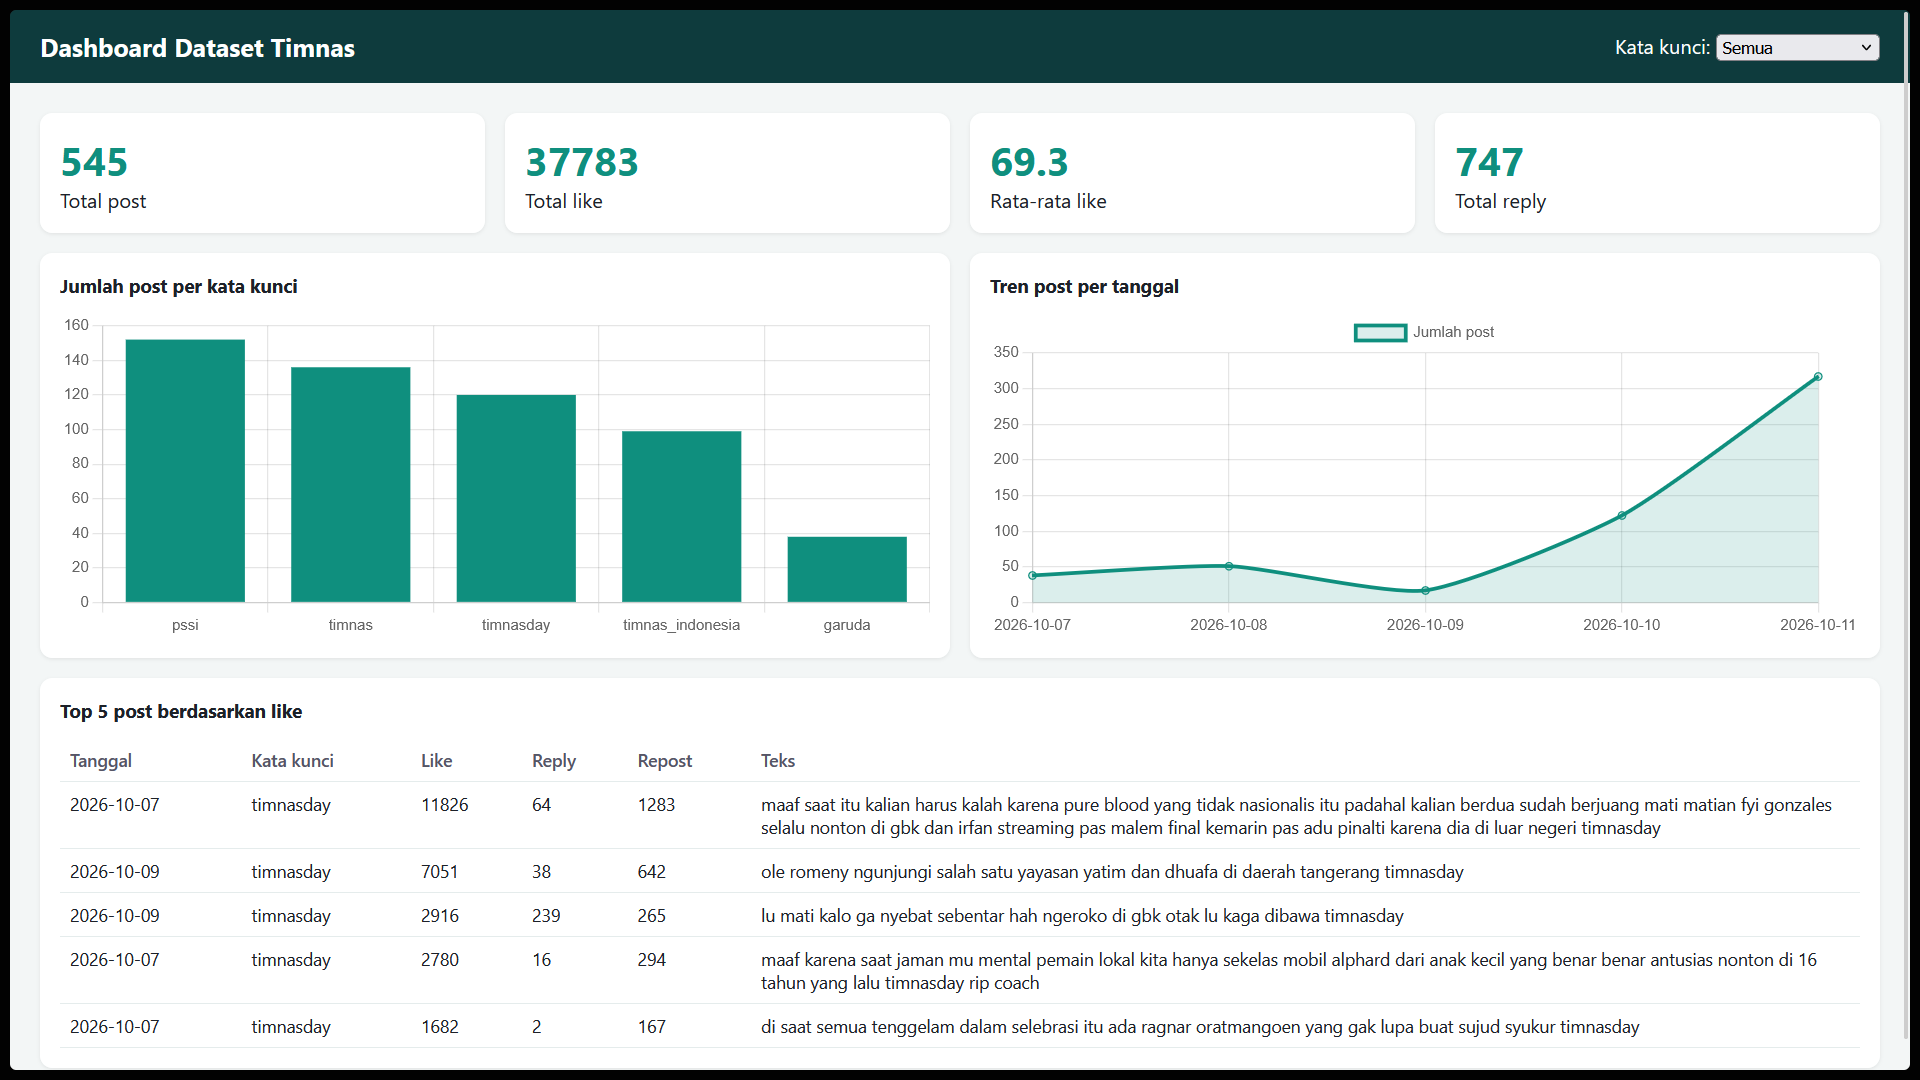 Dashboard Dataset Timnas
Kata kunci: Semua
545
Total post
37783
Total like
69.3
Rata-rata like
747
Total reply
Jumlah post per kata kunci
160
140
120
100
80
60
40
20
0
pssi timnas timnasday timnas_indonesia garuda
Tren post per tanggal
Jumlah post
350
300
250
200
150
100
50
0
2026-10-07 2026-10-08 2026-10-09 2026-10-10 2026-10-11
Top 5 post berdasarkan like
Tanggal Kata kunci Like Reply Repost Teks
2026-10-07 timnasday 11826 64 1283 maaf saat itu kalian harus kalah karena pure blood yang tidak nasionalis itu padahal kalian berdua sudah berjuang mati matian fyi gonzales
selalu nonton di gbk dan irfan streaming pas malem final kemarin pas adu pinalti karena dia di luar negeri timnasday
2026-10-09 timnasday 7051 38 642 ole romeny ngunjungi salah satu yayasan yatim dan dhuafa di daerah tangerang timnasday
2026-10-09 timnasday 2916 239 265 lu mati kalo ga nyebat sebentar hah ngeroko di gbk otak lu kaga dibawa timnasday
2026-10-07 timnasday 2780 16 294 maaf karena saat jaman mu mental pemain lokal kita hanya sekelas mobil alphard dari anak kecil yang benar benar antusias nonton di 16
tahun yang lalu timnasday rip coach
2026-10-07 timnasday 1682 2 167 di saat semua tenggelam dalam selebrasi itu ada ragnar oratmangoen yang gak lupa buat sujud syukur timnasday